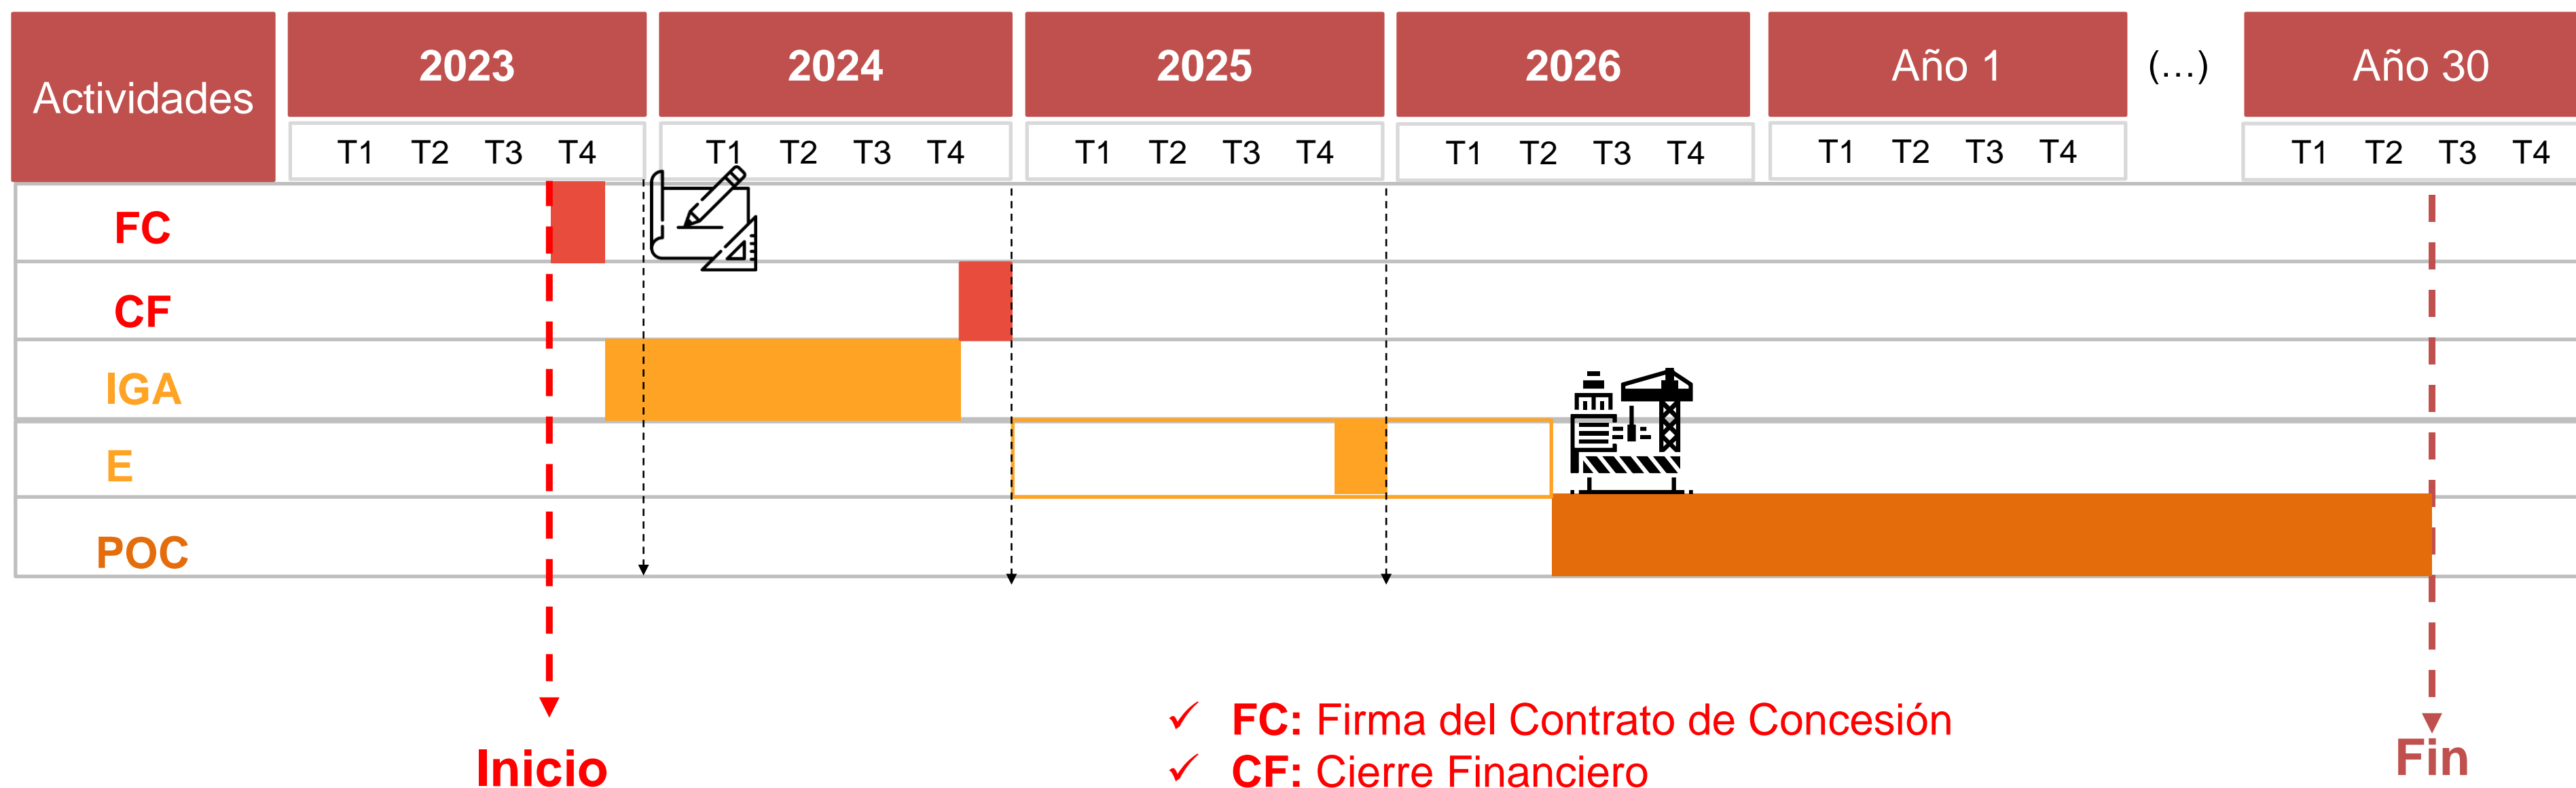 Actividades 2023 2024 2025 2026 Año 1 (…) Año 30
T1 T2 T3 T4 T1 T2 T3 T4 T1 T2 T3 T4 T1 T2 T3 T4 T1 T2 T3 T4 T1 T2 T3 T4
FC
CF
IGA
E
POC
✓ FC: Firma del Contrato de Concesión
✓ CF: Cierre Financiero
Inicio
Fin